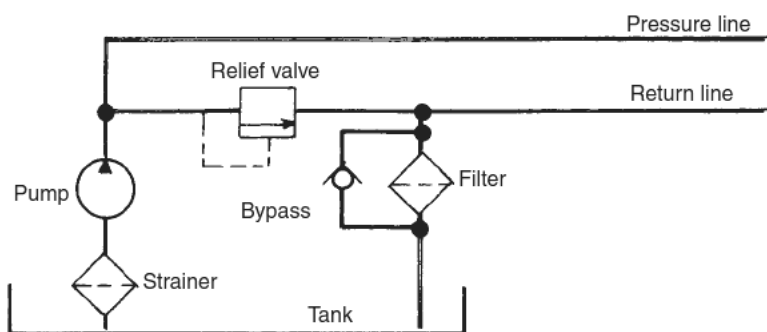 Pressure line
Relief valve
Return line
Pump
Filter
Bypass
Strainer
Tank